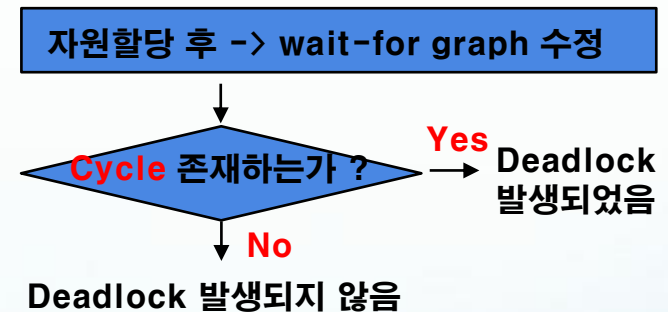 자원할당 후 -> wait-for graph 수정
Cycle 존재하는가 ?
Yes
Deadlock
발생되었음
No
Deadlock 발생되지 않음